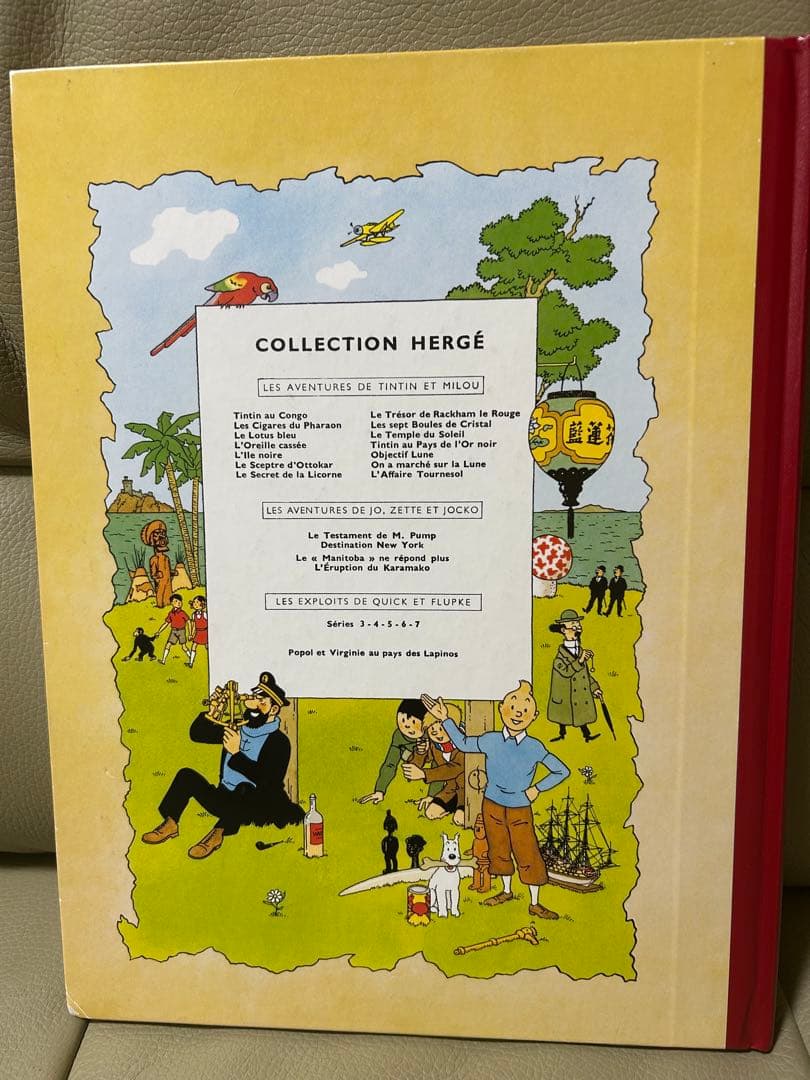 COLLECTION HERGÉ
LES AVENTURES DE TINTIN ET MILOU
Tintin au Congo
Les Cigares du Pharaon
Le Lotus bleu
L'Oreille cassée
L'Ile noire
Le Sceptre d'Ottokar
Le Secret de la Licorne
Le Trésor de Rackham le Rouge
Les sept Boules de Cristal
Le Temple du Soleil
Tintin au Pays de l'Or noir
Objectif Lune
On a marché sur la Lune
L'Affaire Tournesol
LES AVENTURES DE JO, ZETTE ET JOCKO
Le Testament de M. Pump
Destination New York
Le « Manitoba » ne répond plus
L'Éruption du Karamako
LES EXPLOITS DE QUICK ET FLUPKE
Séries 3 - 4 - 5 - 6 - 7
Popol et Virginie au pays des Lapinos
藍蓮